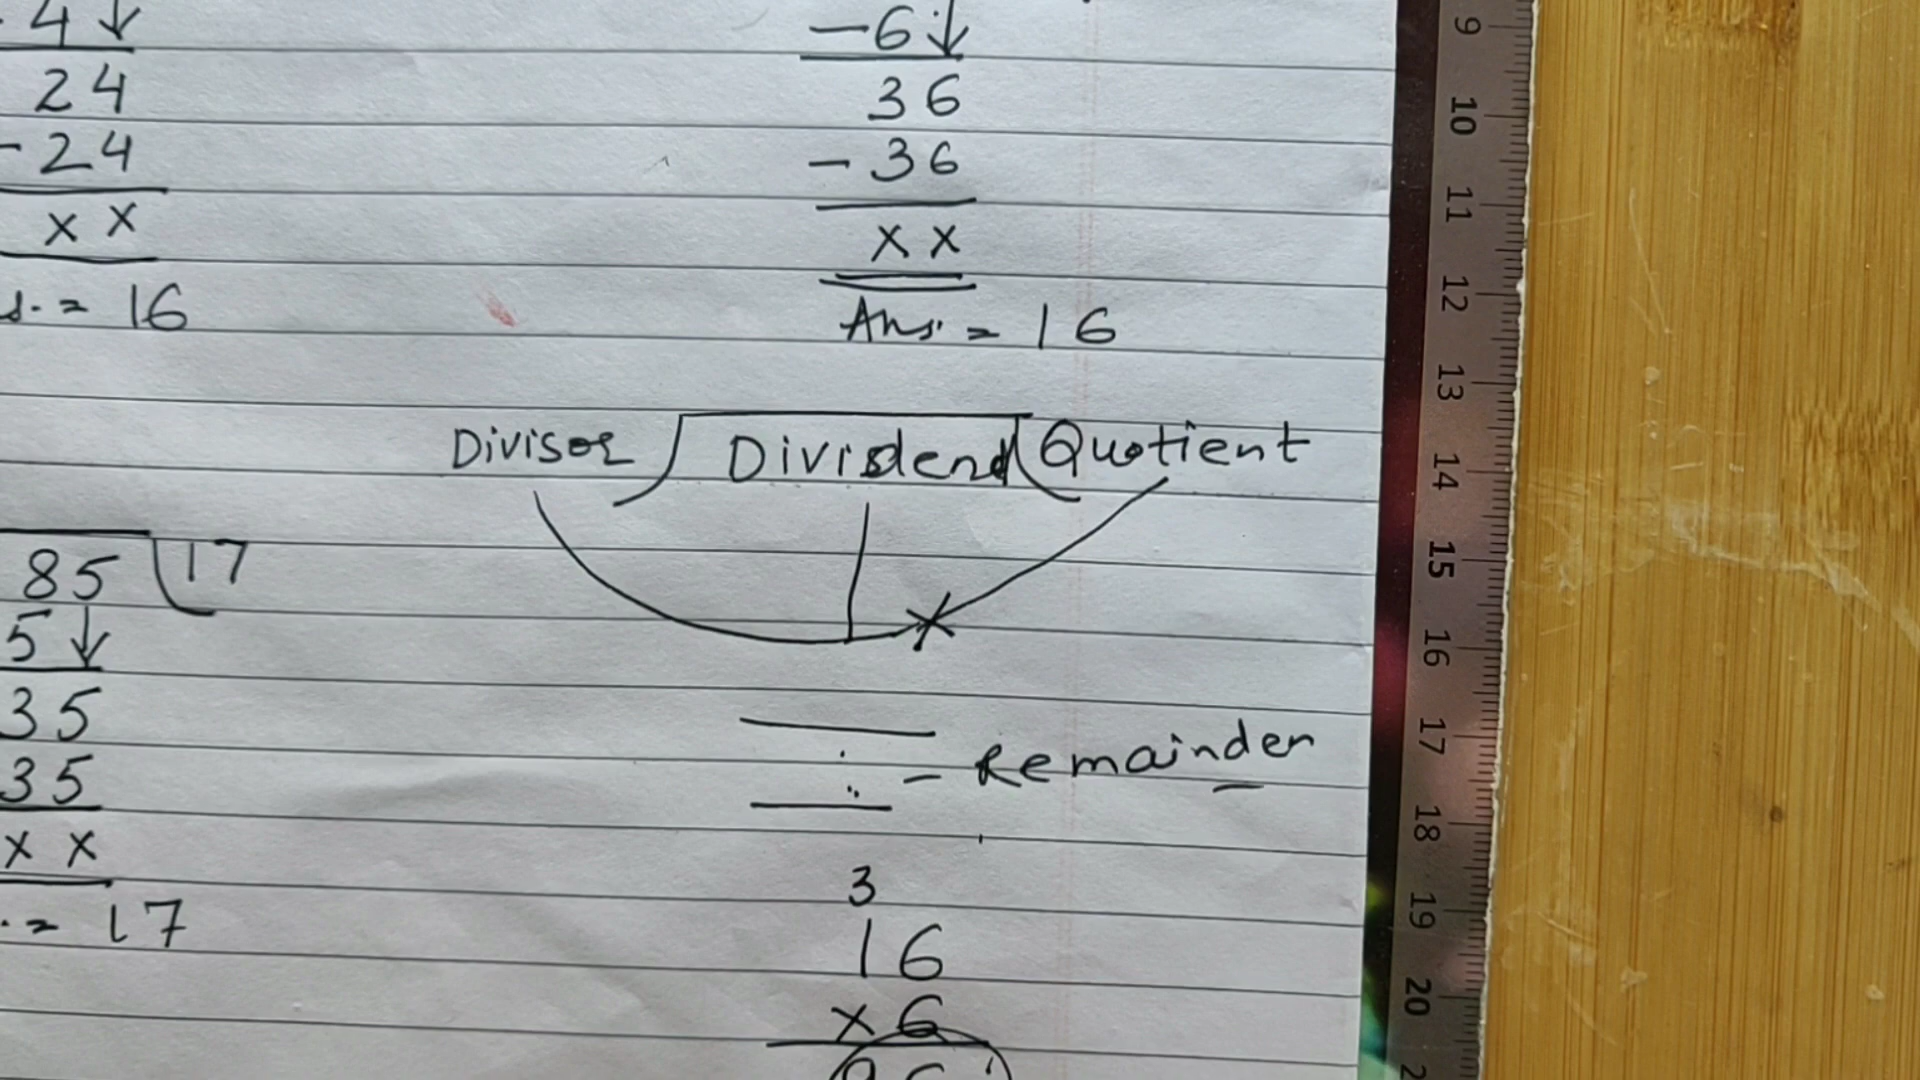 4↓
24
-24
x x
. = 16
-6↓
36
-36
x x
Ans. = 16
Divisor Dividend Quotient
- Remainder
85 17
5↓
35
35
x x
. = 17
3
16
x 6
9
10
11
12
13
14
15
16
17
18
19
20